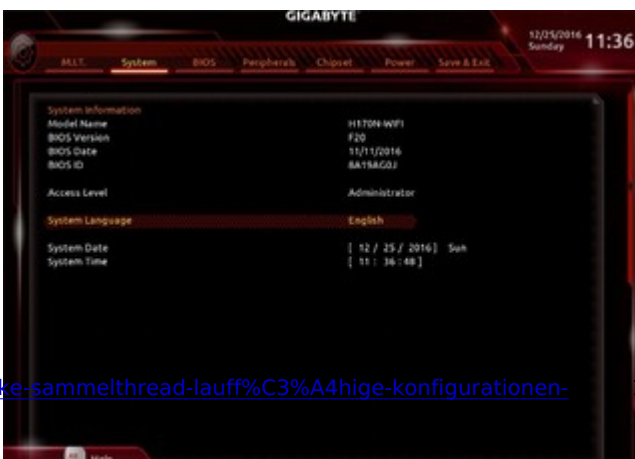 GIGABYTE
12/25/2016 11:36
Sunday
M.I.T. System BIOS Peripherals Chipset Power Save & Exit
System Information
Model Name H170N-WIFI
BIOS Version F20
BIOS Date 11/11/2016
BIOS ID 8A15AG0J
Access Level Administrator
System Language English
System Date [ 12 / 25 / 2016 ] Sun
System Time [ 11 : 36 : 48 ]
ke-sammelthread-lauff%C3%A4hige-konfigurationen-
Help